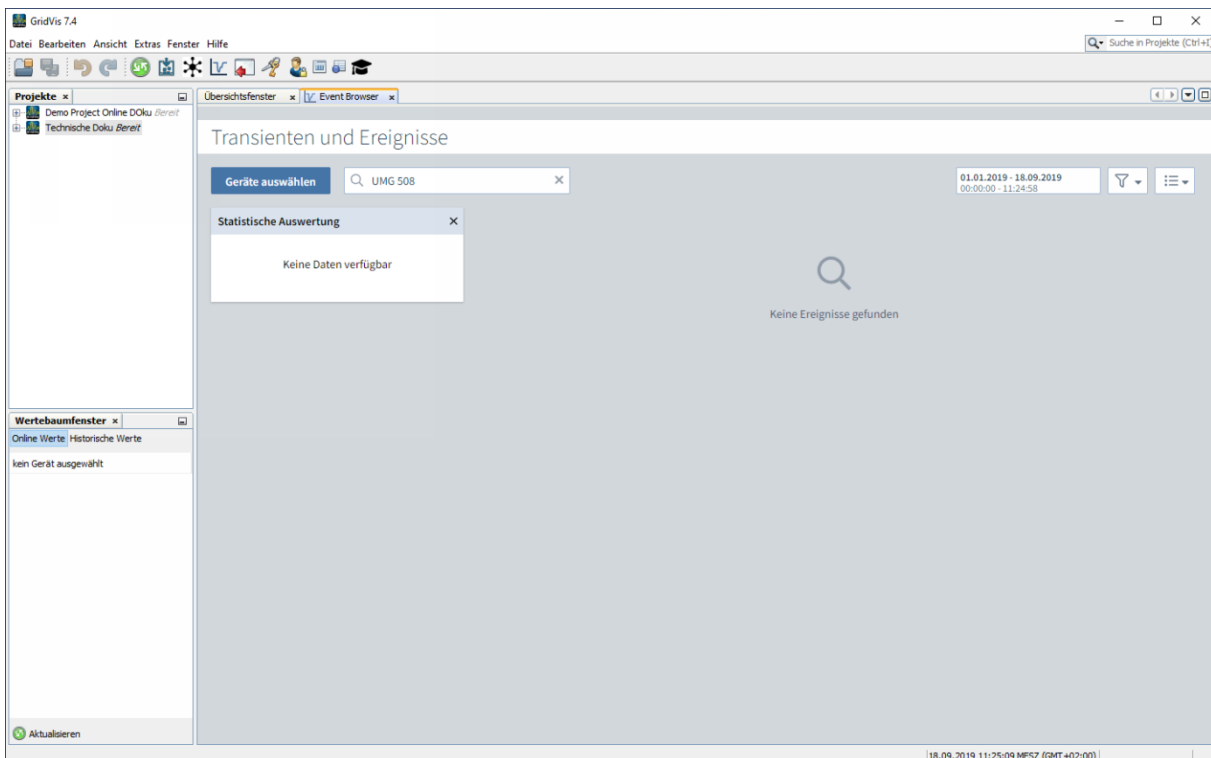 GridVis 7.4
Datei Bearbeiten Ansicht Extras Fenster Hilfe
Suche in Projekte (Ctrl+I)
Projekte
Demo Project Online DOku Bereit
Technische Doku Bereit
Übersichtsfenster
Event Browser
Transienten und Ereignisse
Geräte auswählen
UMG 508
01.01.2019 - 18.09.2019
00:00:00 - 11:24:58
Statistische Auswertung
Keine Daten verfügbar
Keine Ereignisse gefunden
Wertebaumfenster
Online Werte Historische Werte
kein Gerät ausgewählt
Aktualisieren
18.09.2019 11:25:09 MESZ (GMT+02:00)